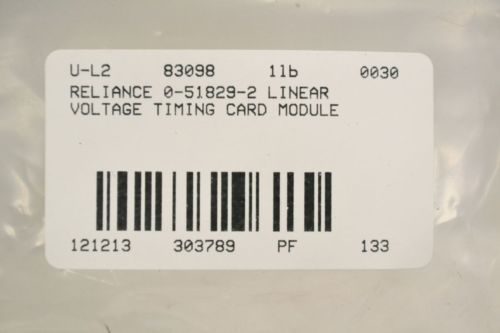 U-L2 83098 1lb 0030
RELIANCE 0-51829-2 LINEAR
VOLTAGE TIMING CARD MODULE
121213 303789 PF 133